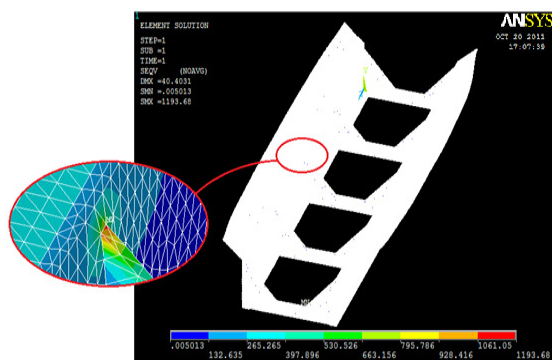 1
ELEMENT SOLUTION
ANSYS
OCT 20 2011
17:07:39
STEP=1
SUB =1
TIME=1
SEQV (NOAVG)
DMX =40.4031
SMN =.005013
SMX =1193.68
Y
MN
.005013 265.265 530.526 795.786 1061.05
132.635 397.896 663.156 928.416 1193.68